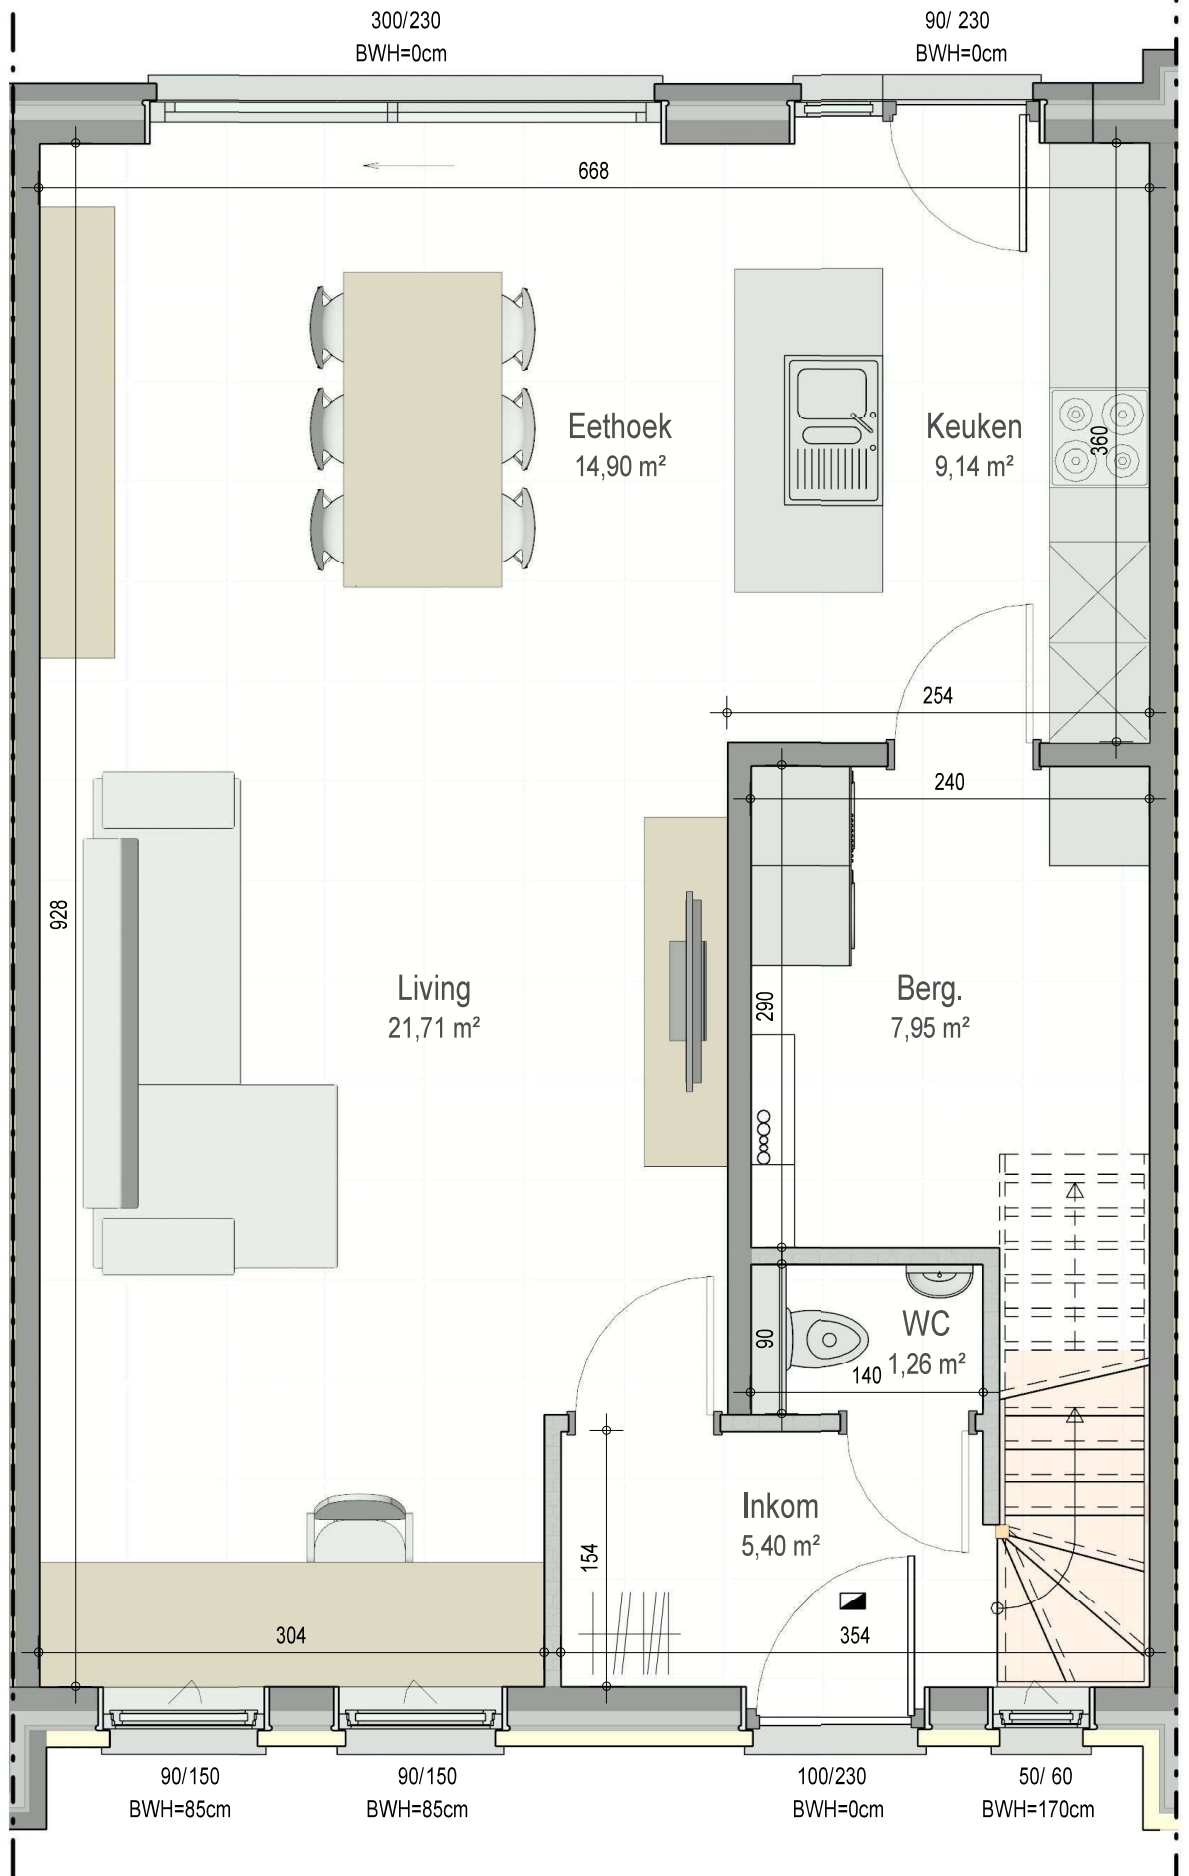 300/230
BWH=0cm
90/ 230
BWH=0cm
668
Eethoek
14,90 m²
Keuken
9,14 m²
360
254
240
928
Living
21,71 m²
290
Berg.
7,95 m²
90
WC
1,26 m²
140
Inkom
5,40 m²
154
304
354
90/150
BWH=85cm
90/150
BWH=85cm
100/230
BWH=0cm
50/ 60
BWH=170cm